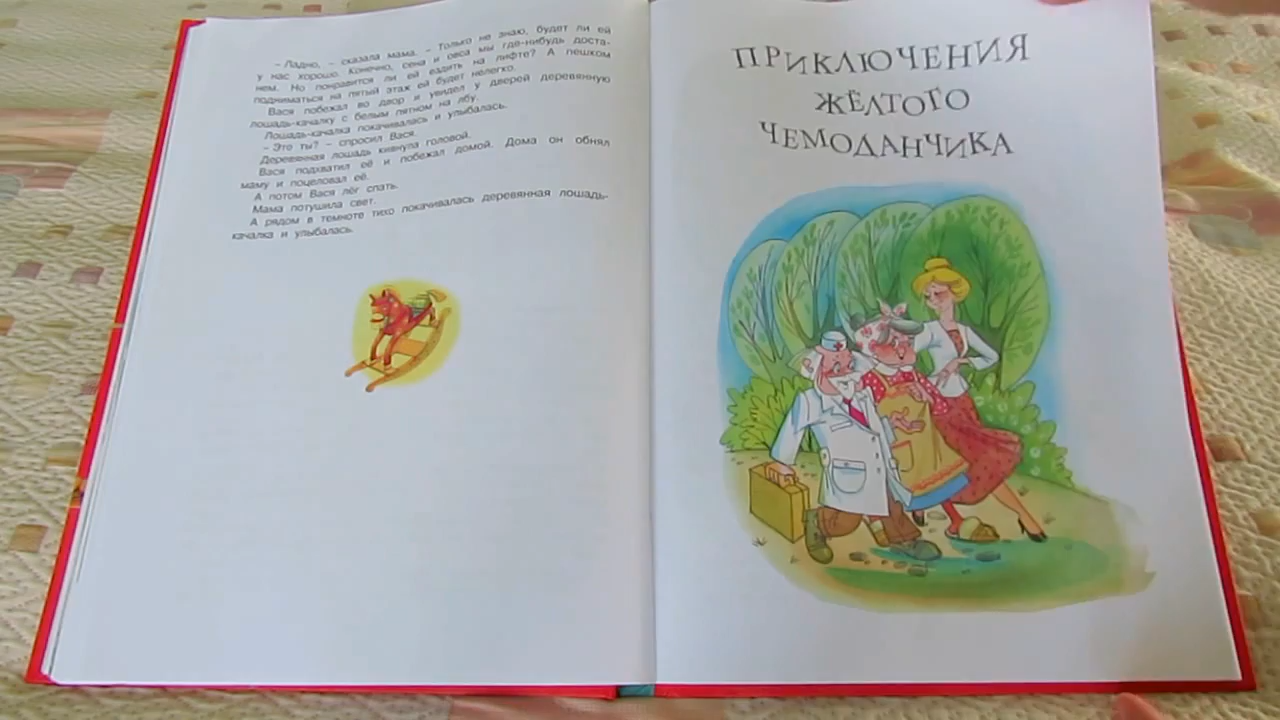 – Ладно, – сказала мама. – Только не знаю, будет ли ей
у нас хорошо. Конечно, сена и овса мы где-нибудь доста-
нем. Но понравится ли ей ездить на лифте? А пешком
подниматься на пятый этаж ей будет нелегко.
Вася побежал во двор и увидел у дверей деревянную
лошадь-качалку с белым пятном на лбу.
Лошадь-качалка покачивалась и улыбалась.
– Это ты? – спросил Вася.
Деревянная лошадь кивнула головой.
Вася подхватил её и побежал домой. Дома он обнял
маму и поцеловал её.
А потом Вася лёг спать.
Мама потушила свет.
А рядом в темноте тихо покачивалась деревянная лошадь-
качалка и улыбалась.
ПРИКЛЮЧЕНИЯ
ЖЁЛТОГО
ЧЕМОДАНЧИКА